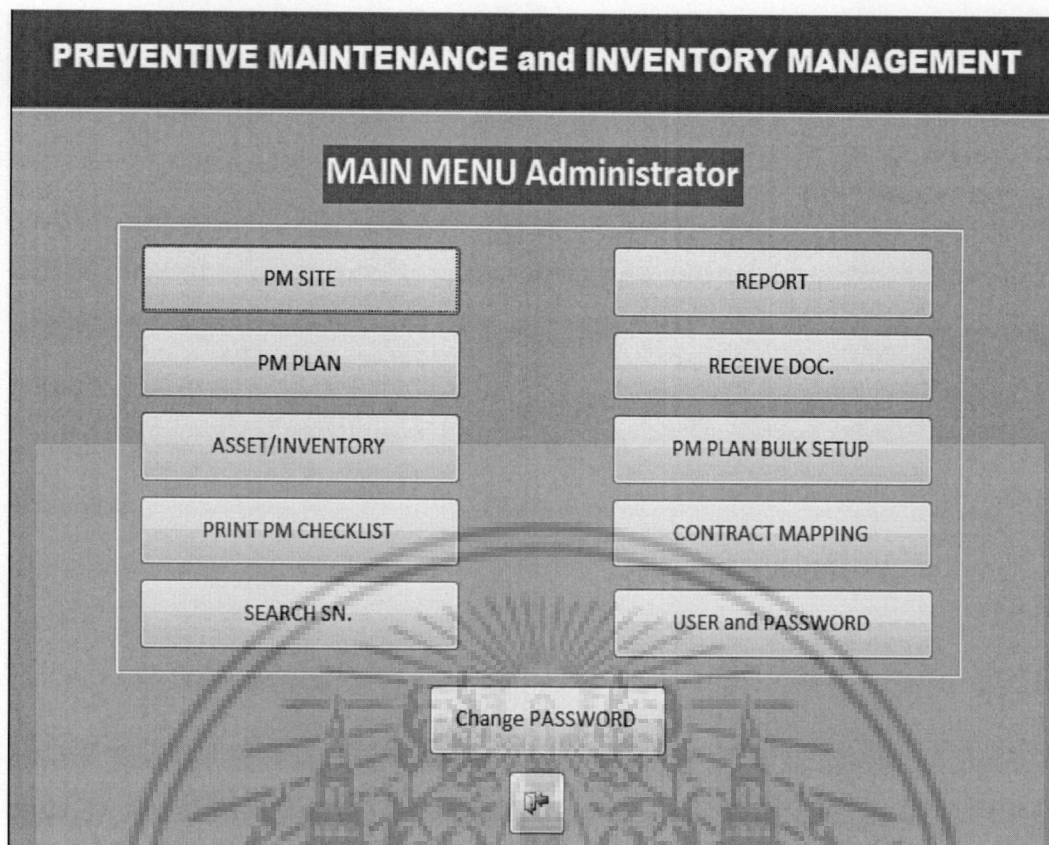 PREVENTIVE MAINTENANCE and INVENTORY MANAGEMENT
MAIN MENU Administrator
PM SITE
REPORT
PM PLAN
RECEIVE DOC.
ASSET/INVENTORY
PM PLAN BULK SETUP
PRINT PM CHECKLIST
CONTRACT MAPPING
SEARCH SN.
USER and PASSWORD
Change PASSWORD